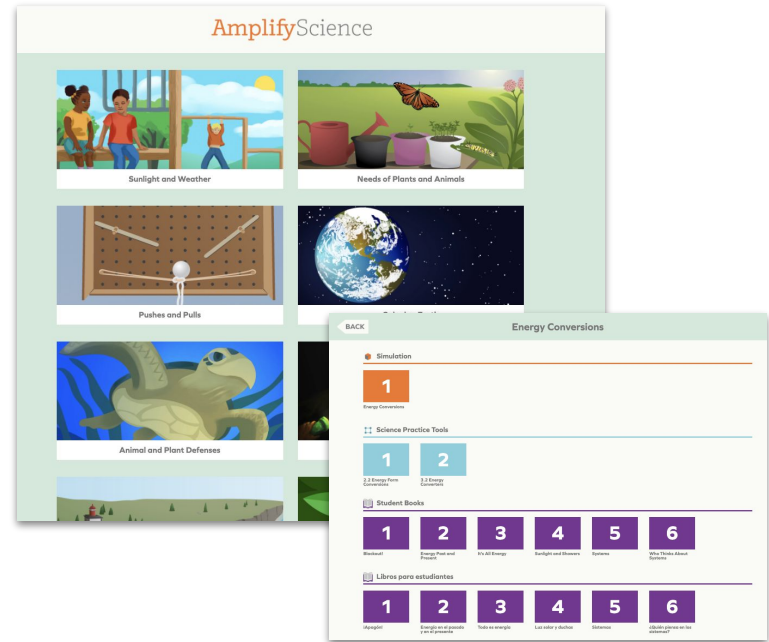 AmplifyScience
Sunlight and Weather
Needs of Plants and Animals
Pushes and Pulls
Animal and Plant Defenses
BACK
Energy Conversions
Simulation
1
Energy Conversions
Science Practice Tools
1
2
2.2 Energy Form
Conversions
3.2 Energy
Converters
Student Books
1
2
3
4
5
6
Blackout!
Energy Past and
Present
It's All Energy
Sunlight and Showers
Systems
Who Thinks About
Systems
Libros para estudiantes
1
2
3
4
5
6
¡Apagón!
Energía en el pasado
y en el presente
Todo es energía
Luz solar y duchas
Sistemas
¿Quién piensa en los
sistemas?